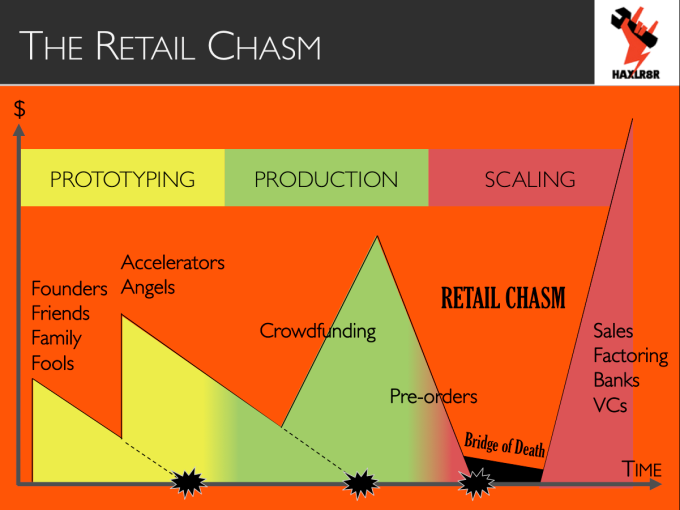 THE RETAIL CHASM
HAXLR8R
$
PROTOTYPING
PRODUCTION
SCALING
Accelerators
Angels
Founders
Friends
Family
Fools
Crowdfunding
Pre-orders
RETAIL CHASM
Bridge of Death
Sales
Factoring
Banks
VCs
TIME